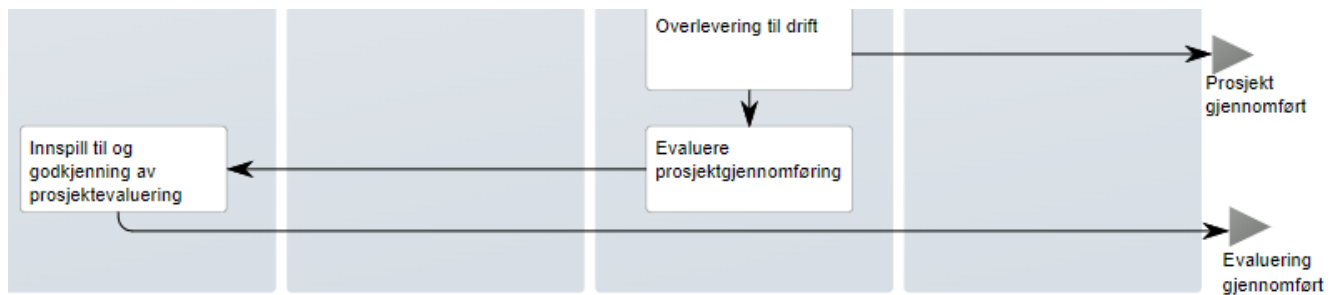 Overlevering til drift
Prosjekt
gjennomført
Innspill til og
godkjenning av
prosjektevaluering
Evaluere
prosjektgjennomføring
Evaluering
gjennomført